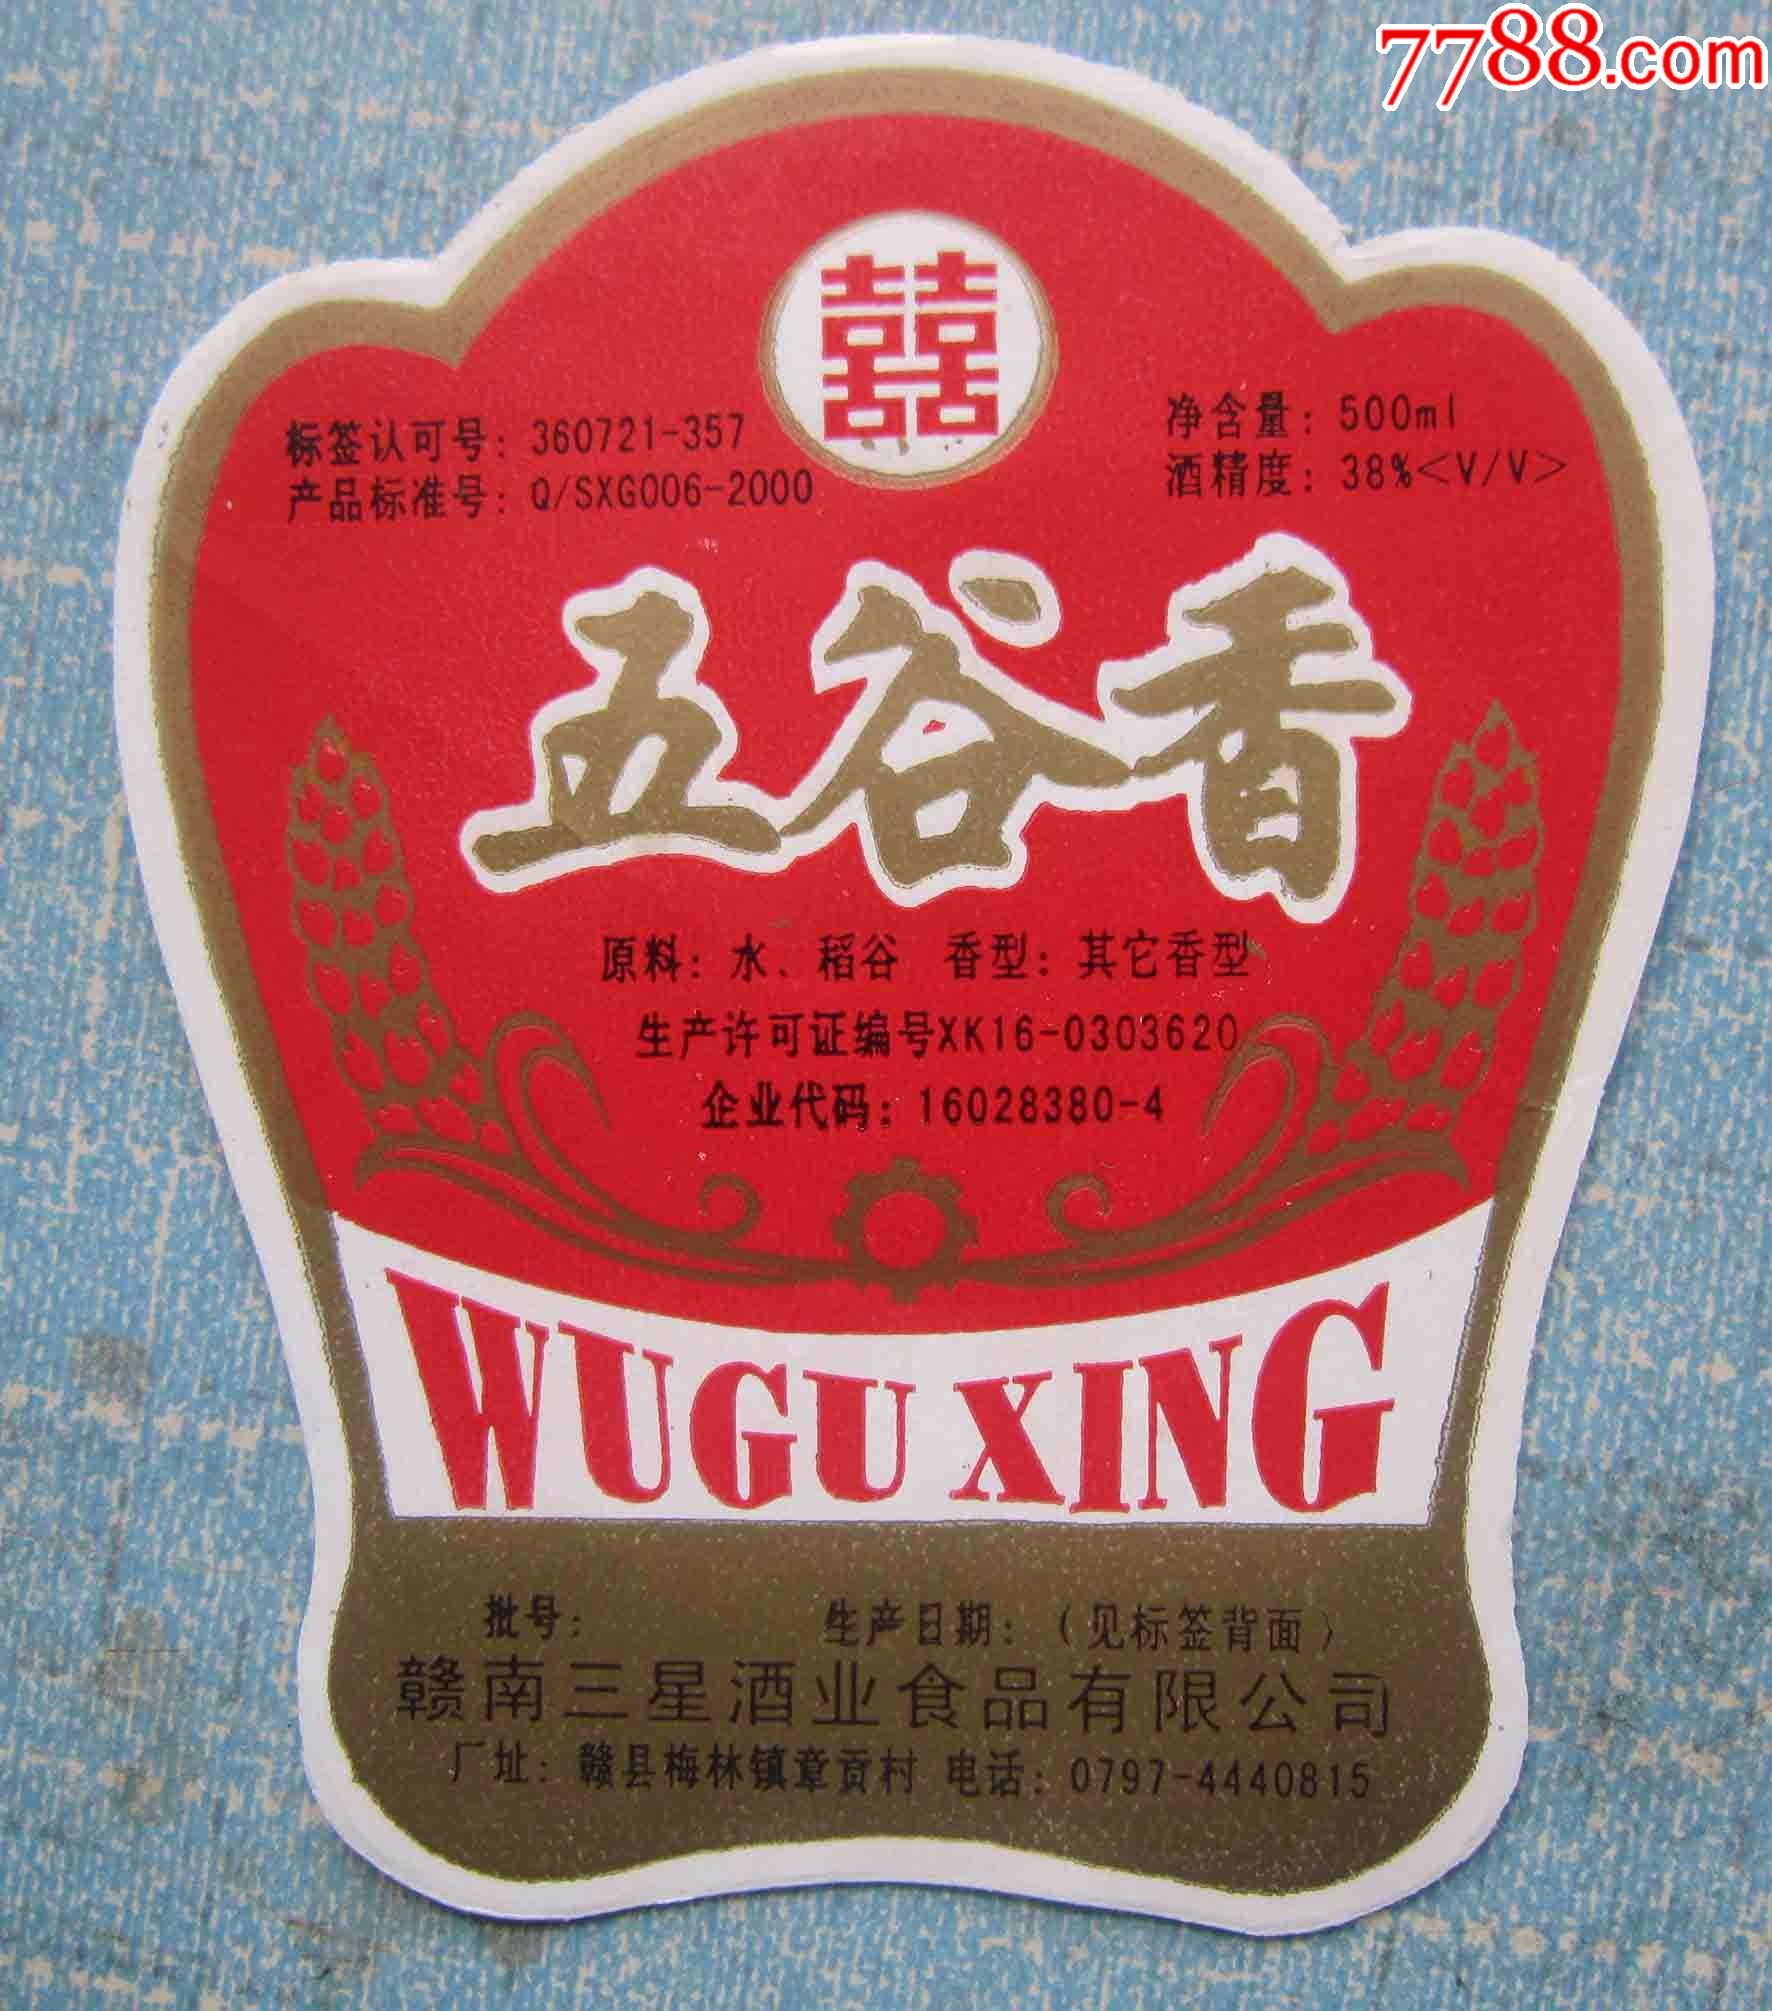 7788.com
囍
标签认可号：360721-357
产品标准号：Q/SXG006-2000
净含量：500ml
酒精度：38%<V/V>
五谷香
原料：水、稻谷 香型：其它香型
生产许可证编号XK16-0303620
企业代码：16028380-4
WUGU XING
批号： 生产日期：（见标签背面）
赣南三星酒业食品有限公司
厂址：赣县梅林镇章贡村 电话：0797-4440815